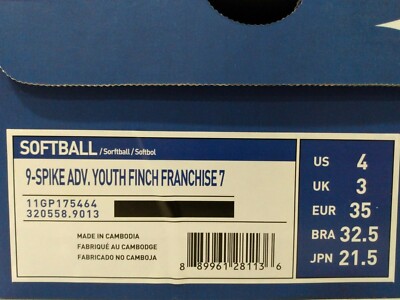 SOFTBALL / Sorftball / Softbol
9-SPIKE ADV. YOUTH FINCH FRANCHISE 7
11GP175464
320558.9013
MADE IN CAMBODIA
FABRIQUÉ AU CAMBODGE
FABRICADO NO CAMBOJA
8 89961 28113 6
US 4
UK 3
EUR 35
BRA 32.5
JPN 21.5